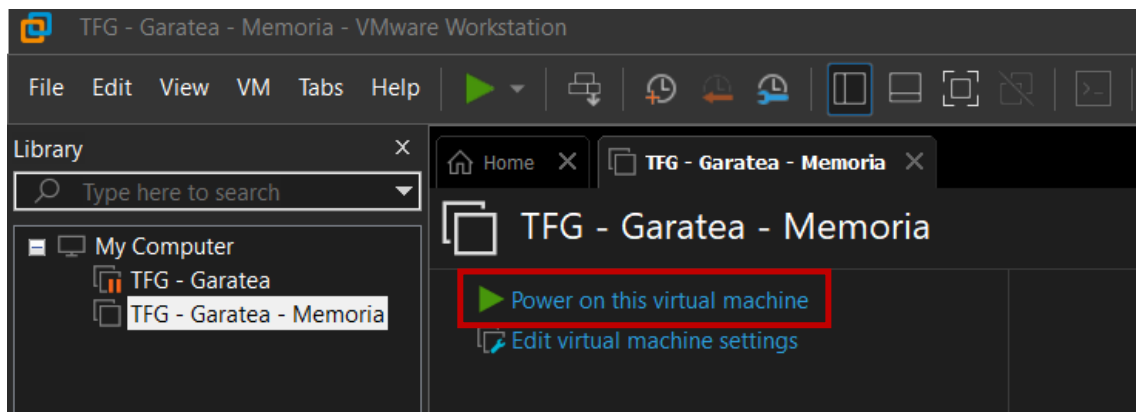 TFG - Garatea - Memoria - VMware Workstation
File Edit View VM Tabs Help
Library X
Home TFG - Garatea - Memoria
Type here to search
TFG - Garatea - Memoria
My Computer
TFG - Garatea
TFG - Garatea - Memoria
Power on this virtual machine
Edit virtual machine settings